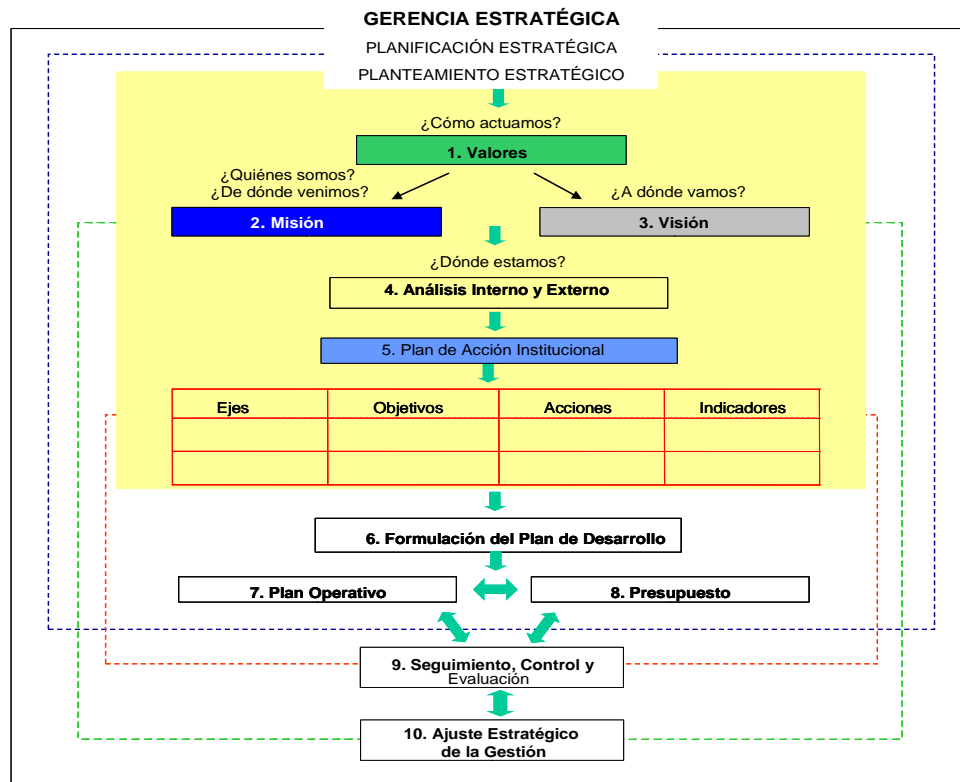 GERENCIA ESTRATÉGICA
PLANIFICACIÓN ESTRATÉGICA
PLANTEAMIENTO ESTRATÉGICO
¿Cómo actuamos?
1. Valores
¿Quiénes somos?
¿De dónde venimos?
¿A dónde vamos?
2. Misión
3. Visión
¿Dónde estamos?
4. Análisis Interno y Externo
5. Plan de Acción Institucional
Ejes Objetivos Acciones Indicadores
6. Formulación del Plan de Desarrollo
7. Plan Operativo
8. Presupuesto
9. Seguimiento, Control y
Evaluación
10. Ajuste Estratégico
de la Gestión